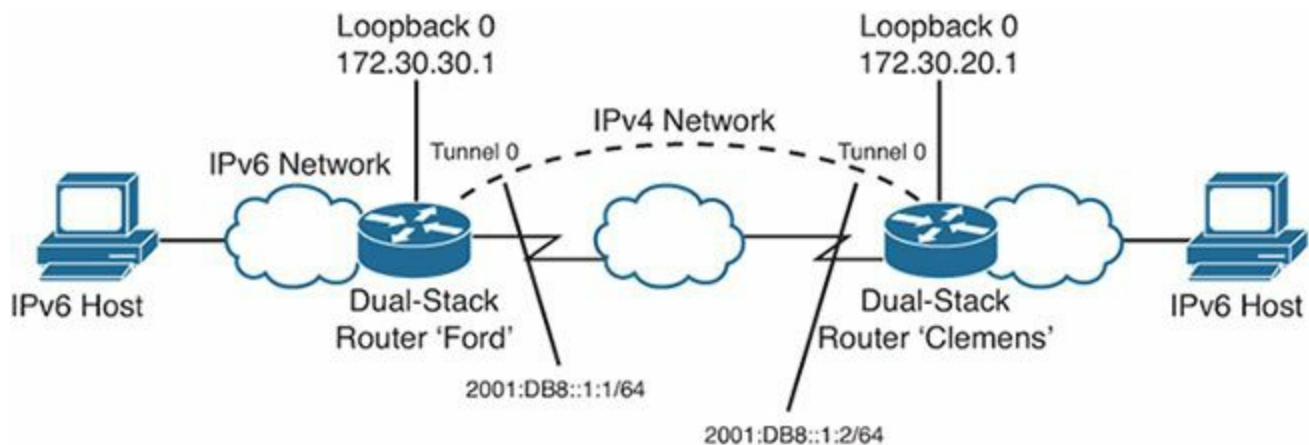 Loopback 0
172.30.30.1
Loopback 0
172.30.20.1
IPv4 Network
IPv6 Network
Tunnel 0
Tunnel 0
IPv6 Host
Dual-Stack
Router ‘Ford’
Dual-Stack
Router ‘Clemens’
IPv6 Host
2001:DB8::1:1/64
2001:DB8::1:2/64